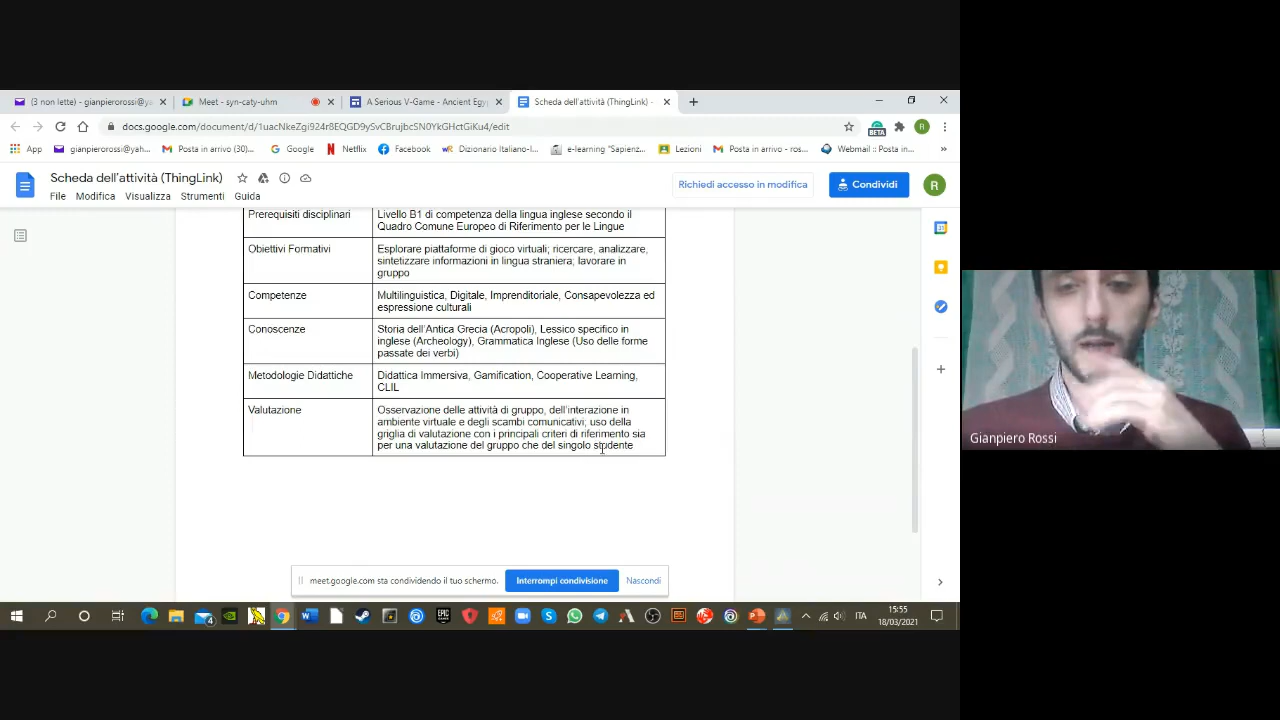 (3 non lette) - gianpierorossi@ya
Meet - syn-caty-uhm
A Serious V-Game - Ancient Egy
Scheda dell'attività (ThingLink) -
docs.google.com/document/d/1uacNkeZgi924r8EQGD9ySvCBrujbcSN0YkGHctGiKu4/edit
BETA
R
App
gianpierorossi@yah...
Posta in arrivo (30)...
Google
Netflix
Facebook
Dizionario Italiano-I...
e-learning "Sapienz...
Lezioni
Posta in arrivo - ros...
Webmail :: Posta in...
Scheda dell'attività (ThingLink)
File Modifica Visualizza Strumenti Guida
Richiedi accesso in modifica
Condividi
R
Prerequisiti disciplinari
Livello B1 di competenza della lingua inglese secondo il
Quadro Comune Europeo di Riferimento per le Lingue
Obiettivi Formativi
Esplorare piattaforme di gioco virtuali; ricercare, analizzare,
sintetizzare informazioni in lingua straniera; lavorare in
gruppo
Competenze
Multilinguistica, Digitale, Imprenditoriale, Consapevolezza ed
espressione culturali
Conoscenze
Storia dell'Antica Grecia (Acropoli), Lessico specifico in
inglese (Archeology), Grammatica Inglese (Uso delle forme
passate dei verbi)
Metodologie Didattiche
Didattica Immersiva, Gamification, Cooperative Learning,
CLIL
Valutazione
Osservazione delle attività di gruppo, dell'interazione in
ambiente virtuale e degli scambi comunicativi; uso della
griglia di valutazione con i principali criteri di riferimento sia
per una valutazione del gruppo che del singolo studente
Gianpiero Rossi
meet.google.com sta condividendo il tuo schermo.
Interrompi condivisione
Nascondi
ITA
15:55
18/03/2021